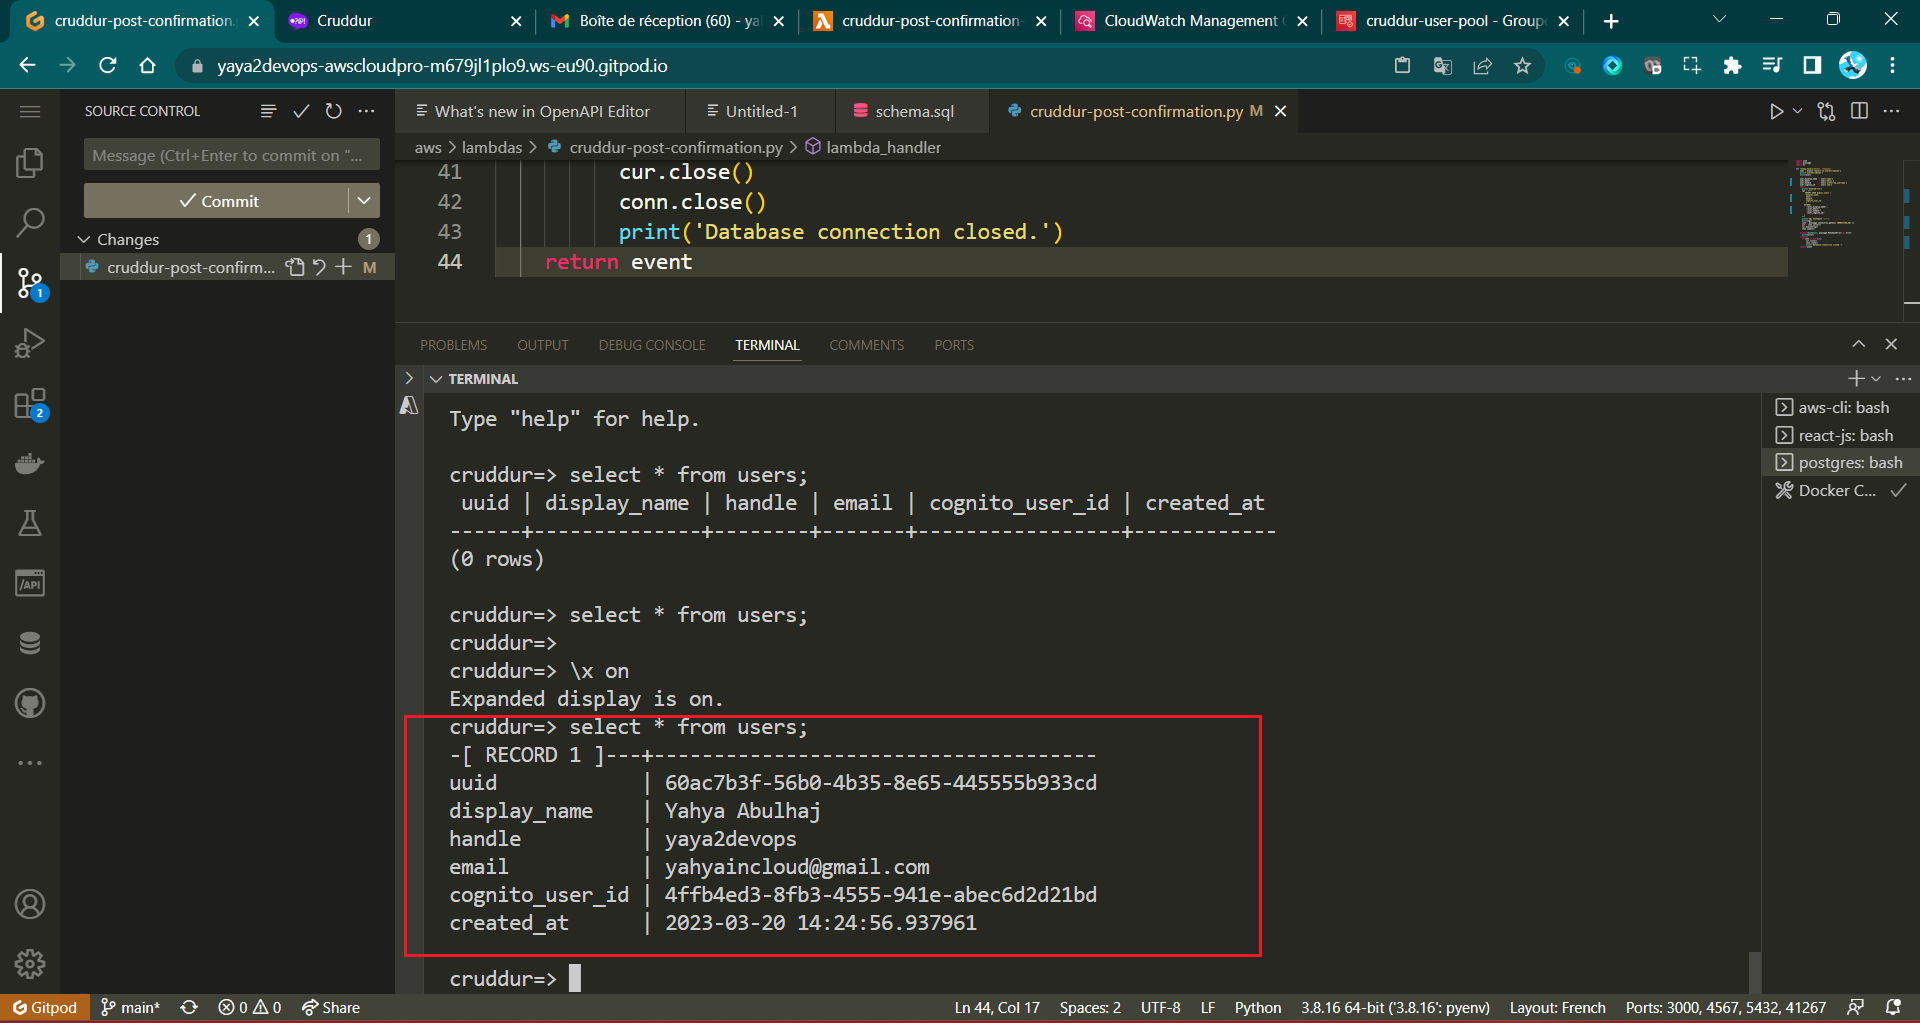 cruddur-post-confirmation
Cruddur
Boîte de réception (60) - ya
cruddur-post-confirmation-
CloudWatch Management
cruddur-user-pool - Group
yaya2devops-awscloudpro-m679jl1plo9.ws-eu90.gitpod.io
SOURCE CONTROL
What's new in OpenAPI Editor
Untitled-1
schema.sql
cruddur-post-confirmation.py M
Message (Ctrl+Enter to commit on "...
aws > lambdas > cruddur-post-confirmation.py > lambda_handler
Commit
Changes
1
cruddur-post-confirm... M
1
2
/API
41 cur.close()
42 conn.close()
43 print('Database connection closed.')
44 return event
PROBLEMS OUTPUT DEBUG CONSOLE TERMINAL COMMENTS PORTS
TERMINAL
Type "help" for help.
cruddur=> select * from users;
uuid | display_name | handle | email | cognito_user_id | created_at
------+--------------+--------+-------+-----------------+------------
(0 rows)
cruddur=> select * from users;
cruddur=>
cruddur=> \x on
Expanded display is on.
cruddur=> select * from users;
-[ RECORD 1 ]---+-------------------------------------
uuid | 60ac7b3f-56b0-4b35-8e65-445555b933cd
display_name | Yahya Abulhaj
handle | yaya2devops
email | yahyaincloud@gmail.com
cognito_user_id | 4ffb4ed3-8fb3-4555-941e-abec6d2d21bd
created_at | 2023-03-20 14:24:56.937961
cruddur=>
aws-cli: bash
react-js: bash
postgres: bash
Docker C...
Gitpod main* 0 0 Share
Ln 44, Col 17 Spaces: 2 UTF-8 LF Python 3.8.16 64-bit ('3.8.16': pyenv) Layout: French Ports: 3000, 4567, 5432, 41267